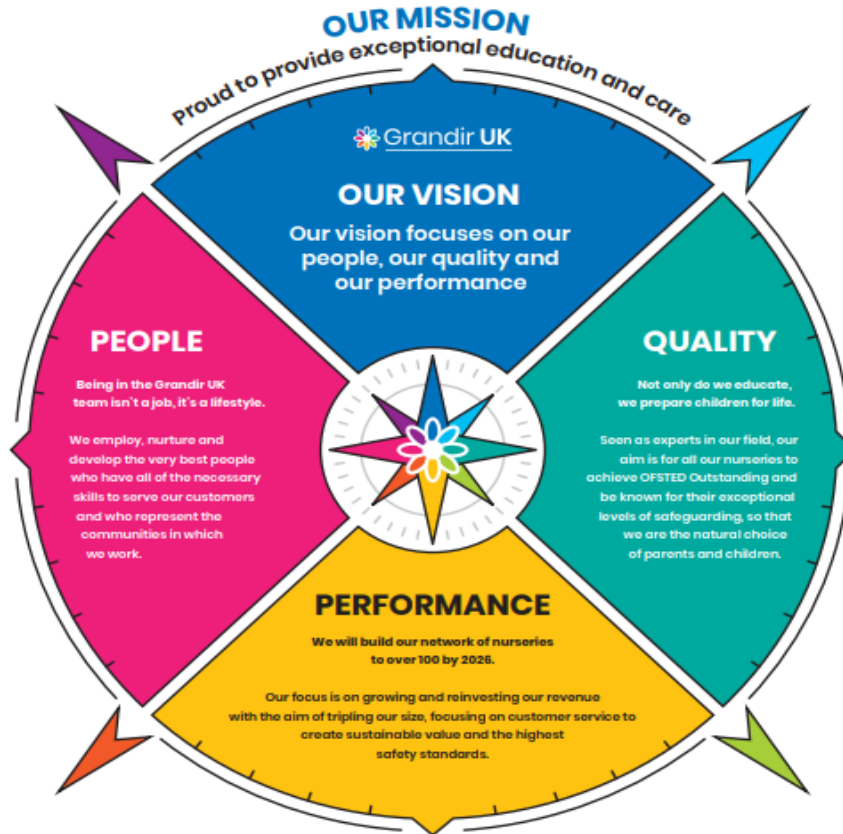 OUR MISSION
Proud to provide exceptional education and care
Grandir UK
OUR VISION
Our vision focuses on our
people, our quality and
our performance
PEOPLE
Being in the Grandir UK
team isn't a job, it's a lifestyle.
We employ, nurture and
develop the very best people
who have all of the necessary
skills to serve our customers
and who represent the
communities in which
we work.
QUALITY
Not only do we educate,
we prepare children for life.
Seen as experts in our field, our
aim is for all our nurseries to
achieve OFSTED Outstanding and
be known for their exceptional
levels of safeguarding, so that
we are the natural choice
of parents and children.
PERFORMANCE
We will build our network of nurseries
to over 100 by 2026.
Our focus is on growing and reinvesting our revenue
with the aim of tripling our size, focusing on customer service to
create sustainable value and the highest
safety standards.